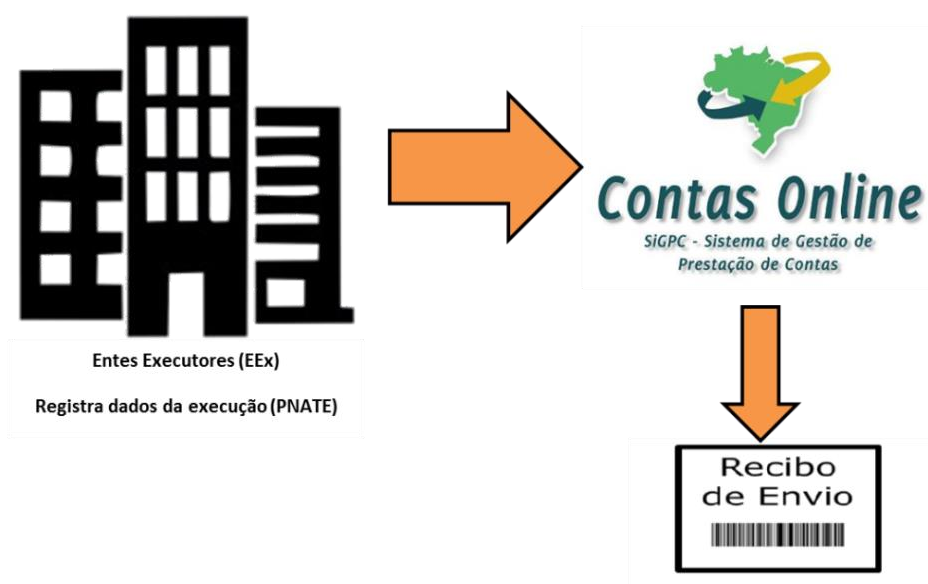 Entes Executores (EEx)
Registra dados da execução (PNATE)
Contas Online
SiGPC - Sistema de Gestão de
Prestação de Contas
Recibo
de Envio